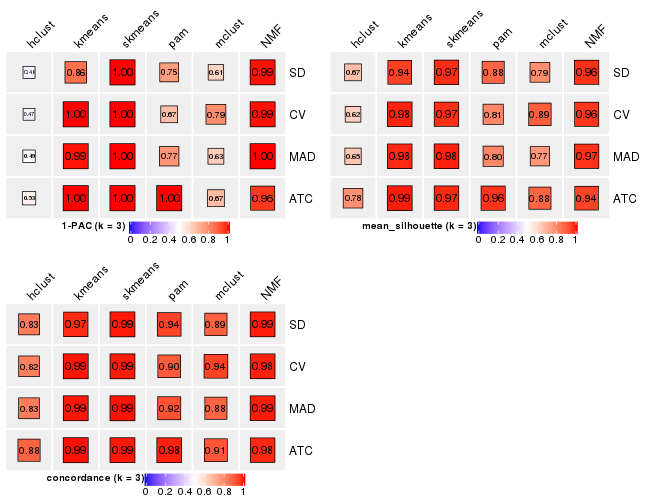 hclust kmeans skmeans pam mclust NMF
0.41 0.86 1.00 0.75 0.61 0.99 SD
0.47 1.00 1.00 0.67 0.79 0.99 CV
0.49 0.99 1.00 0.77 0.63 1.00 MAD
0.53 1.00 1.00 1.00 0.67 0.96 ATC
1-PAC (k = 3)
0 0.2 0.4 0.6 0.8 1
hclust kmeans skmeans pam mclust NMF
0.67 0.94 0.97 0.88 0.79 0.96 SD
0.62 0.98 0.97 0.81 0.89 0.96 CV
0.65 0.98 0.98 0.80 0.77 0.97 MAD
0.78 0.99 0.97 0.96 0.88 0.94 ATC
mean_silhouette (k = 3)
0 0.2 0.4 0.6 0.8 1
hclust kmeans skmeans pam mclust NMF
0.83 0.97 0.99 0.94 0.89 0.99 SD
0.82 0.99 0.99 0.90 0.94 0.98 CV
0.83 0.99 0.99 0.92 0.88 0.99 MAD
0.88 0.99 0.99 0.98 0.91 0.98 ATC
concordance (k = 3)
0 0.2 0.4 0.6 0.8 1